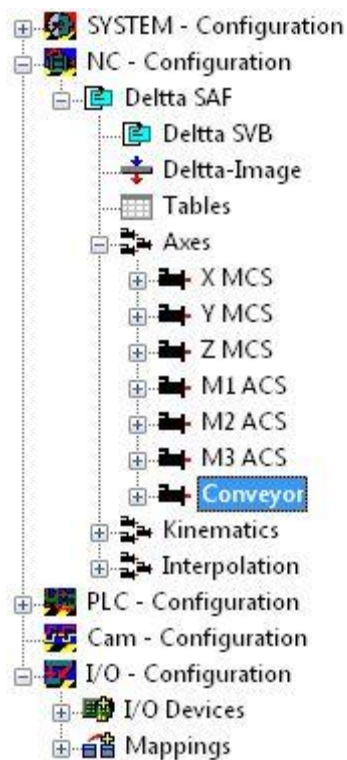 SYSTEM - Configuration
NC - Configuration
Deltta SAF
Deltta SVB
Deltta-Image
Tables
Axes
X MCS
Y MCS
Z MCS
M1 ACS
M2 ACS
M3 ACS
Conveyor
Kinematics
Interpolation
PLC - Configuration
Cam - Configuration
I/O - Configuration
I/O Devices
Mappings